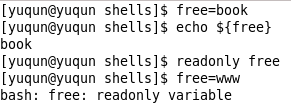 [yuqun@yuqun shells]$ free=book
[yuqun@yuqun shells]$ echo ${free}
book
[yuqun@yuqun shells]$ readonly free
[yuqun@yuqun shells]$ free=www
bash: free: readonly variable